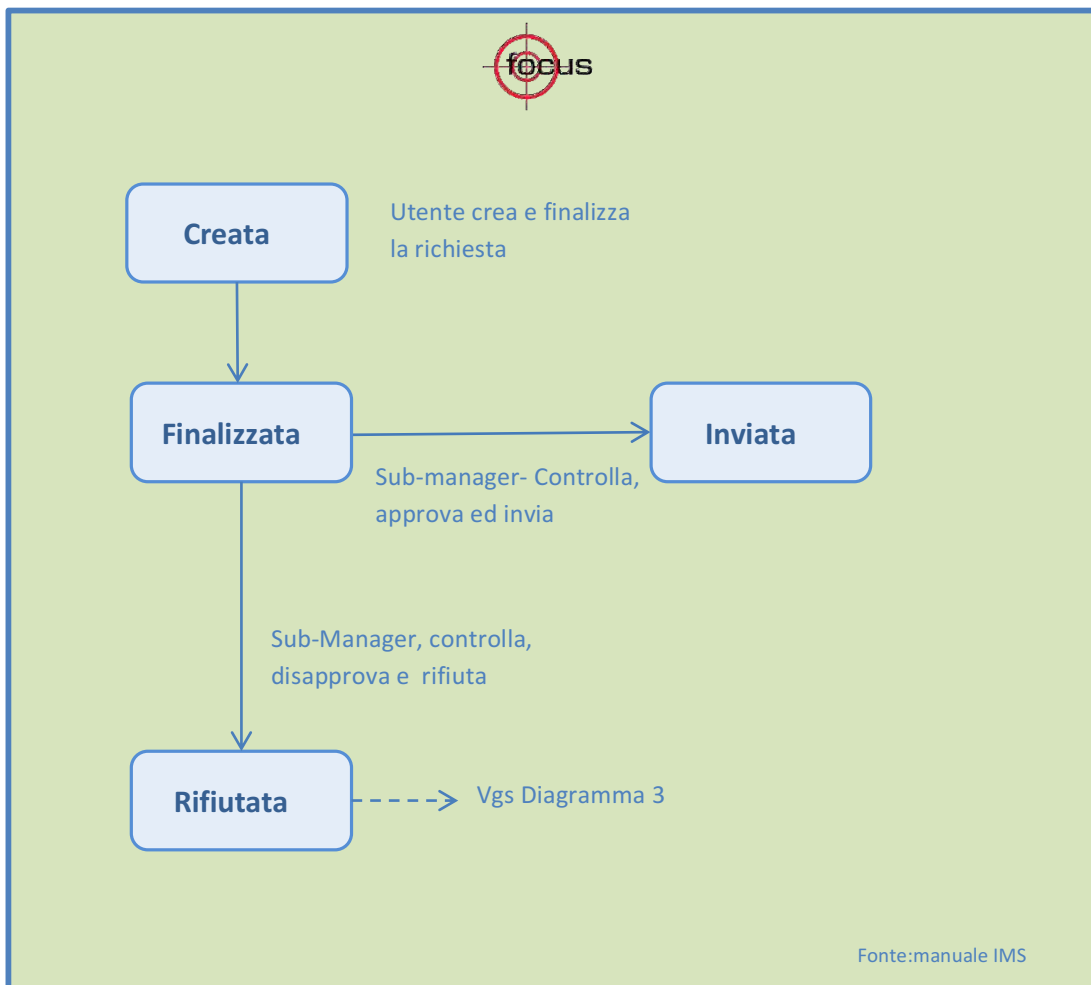 focus
Creata
Utente crea e finalizza
la richiesta
Finalizzata
Inviata
Sub-manager- Controlla,
approva ed invia
Sub-Manager, controlla,
disapprova e  rifiuta
Rifiutata
Vgs Diagramma 3
Fonte:manuale IMS